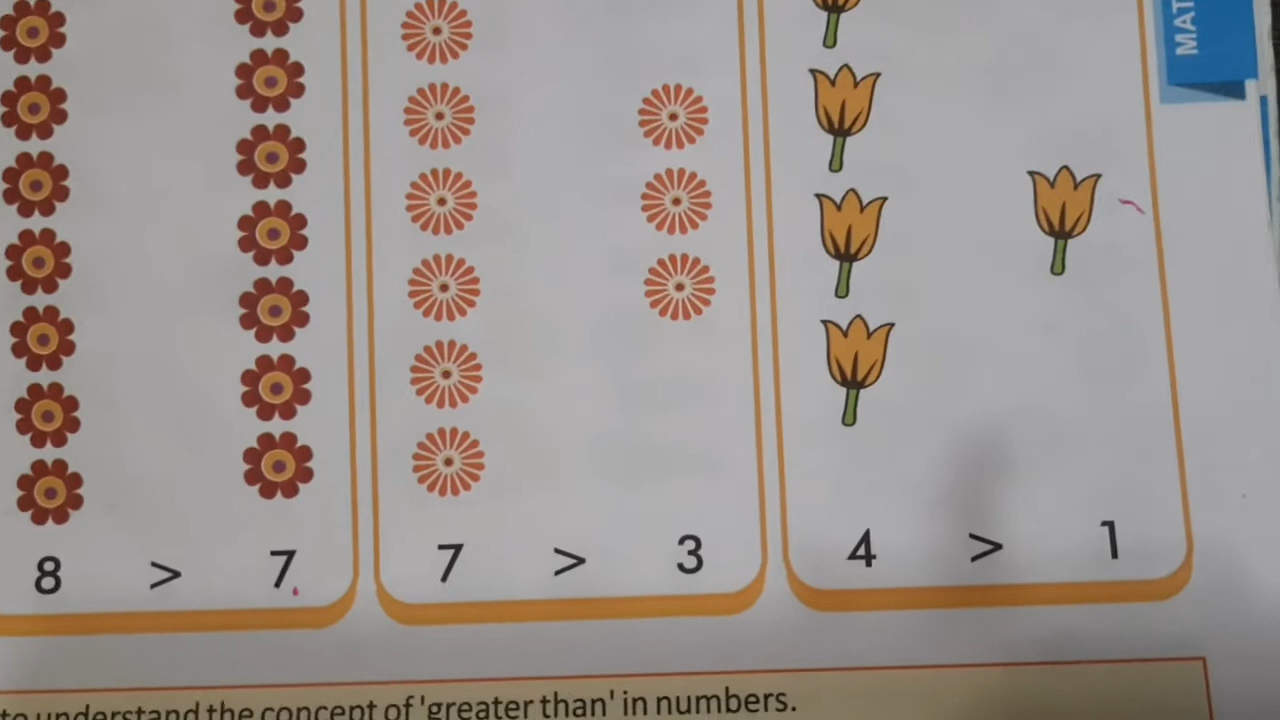 MAT
8 > 7
7 > 3
4 > 1
to understand the concept of 'greater than' in numbers.